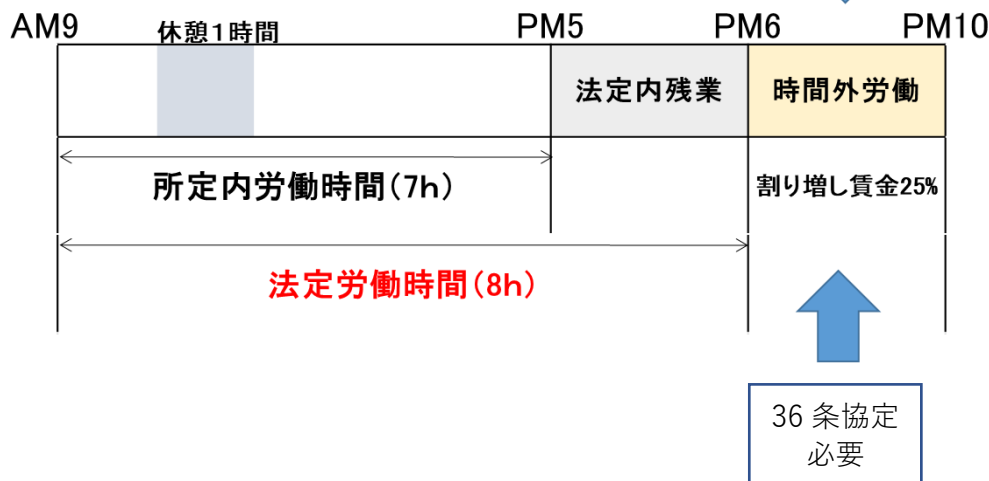 AM9 休憩1時間 PM5 PM6 PM10
法定内残業 時間外労働
所定内労働時間(7h) 割り増し賃金25%
法定労働時間(8h)
36 条協定
必要